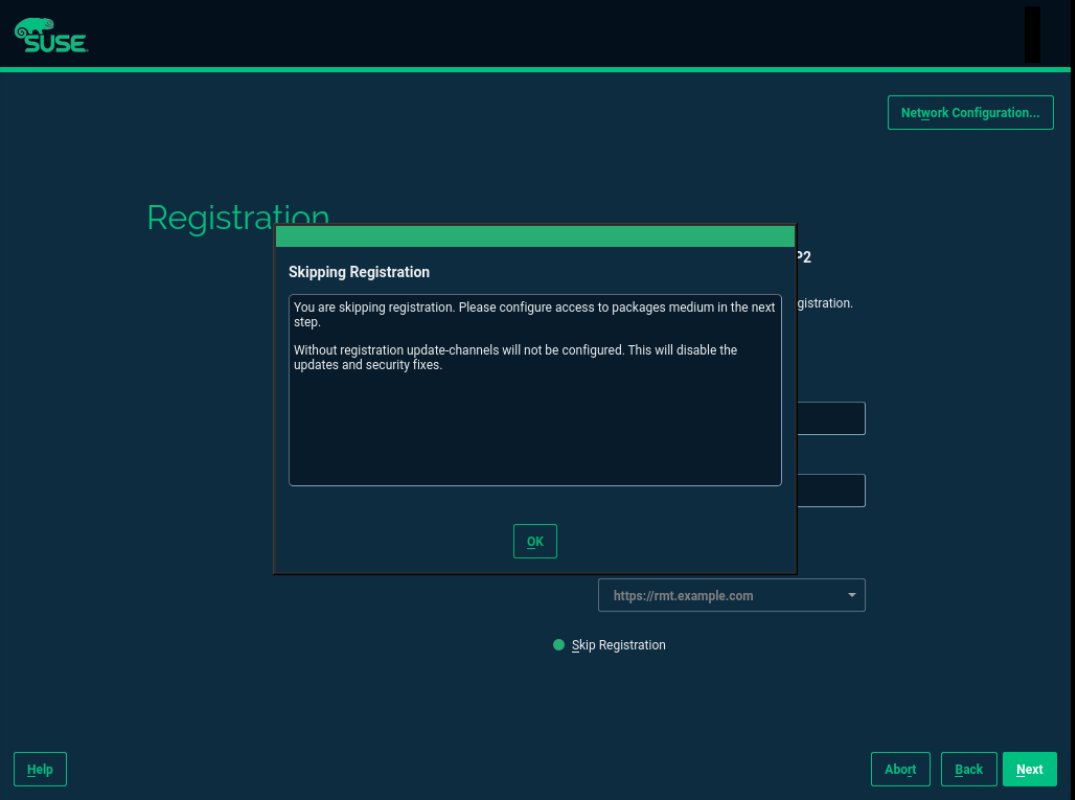 SUSE
Network Configuration...
Registration
P2
Skipping Registration
gistration.
You are skipping registration. Please configure access to packages medium in the next
step.
Without registration update-channels will not be configured. This will disable the
updates and security fixes.
OK
https://rmt.example.com
Skip Registration
Help
Abort
Back
Next